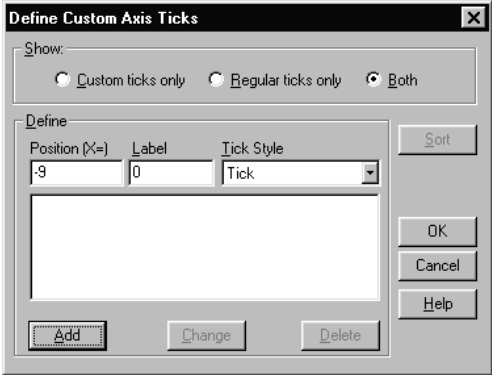 Define Custom Axis Ticks
Show:
Custom ticks only Regular ticks only Both
Define
Position (X=) Label Tick Style
-9 0 Tick
Sort
OK
Cancel
Help
Add Change Delete